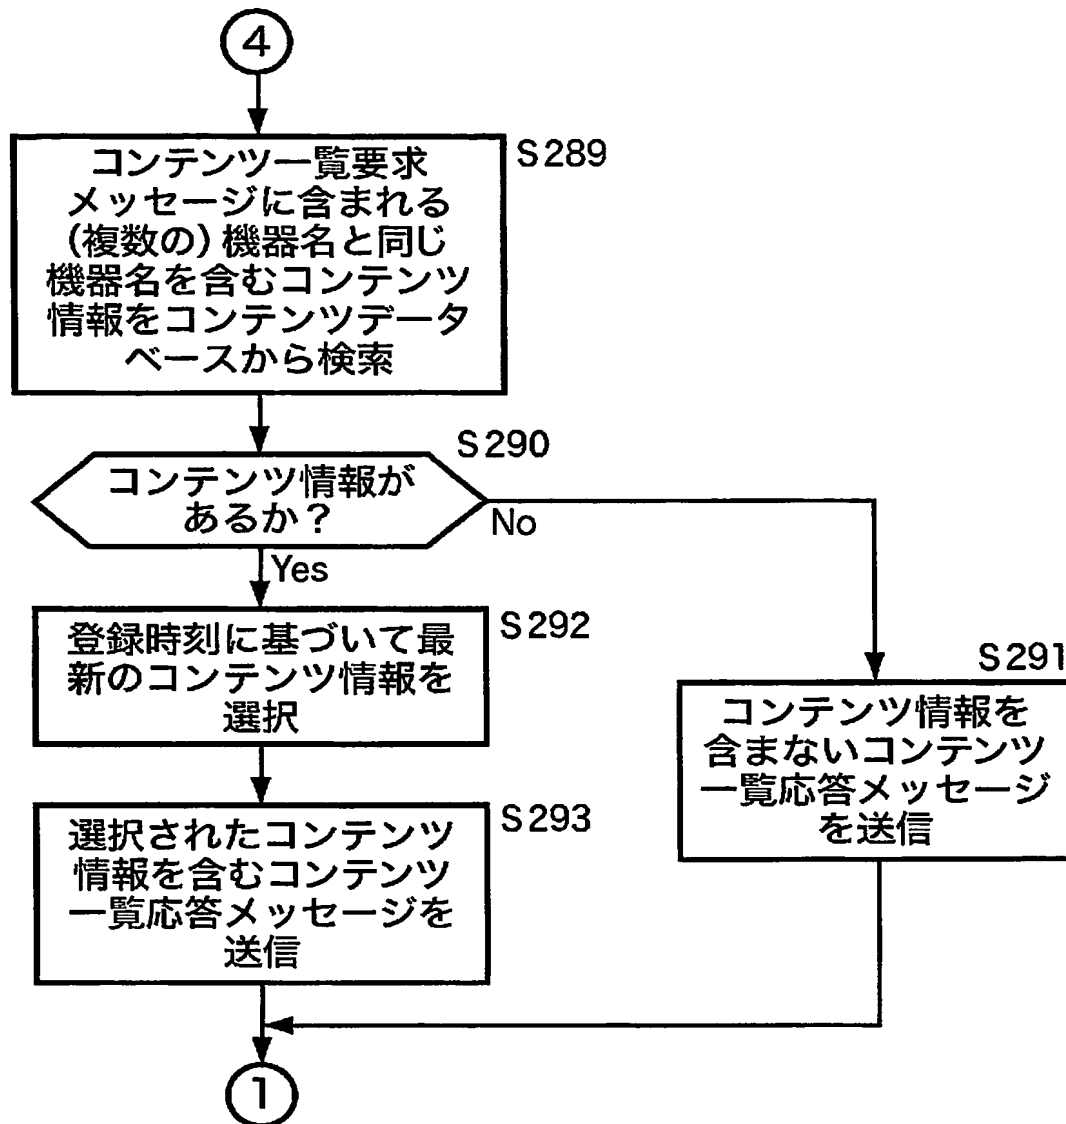 4
S289
コンテンツ一覧要求
メッセージに含まれる
(複数の)機器名と同じ
機器名を含むコンテンツ
情報をコンテンツデータ
ベースから検索
S290
コンテンツ情報が
あるか?
No
Yes
S292
登録時刻に基づいて最
新のコンテンツ情報を
選択
S291
コンテンツ情報を
含まないコンテンツ
一覧応答メッセージ
を送信
S293
選択されたコンテンツ
情報を含むコンテンツ
一覧応答メッセージを
送信
1